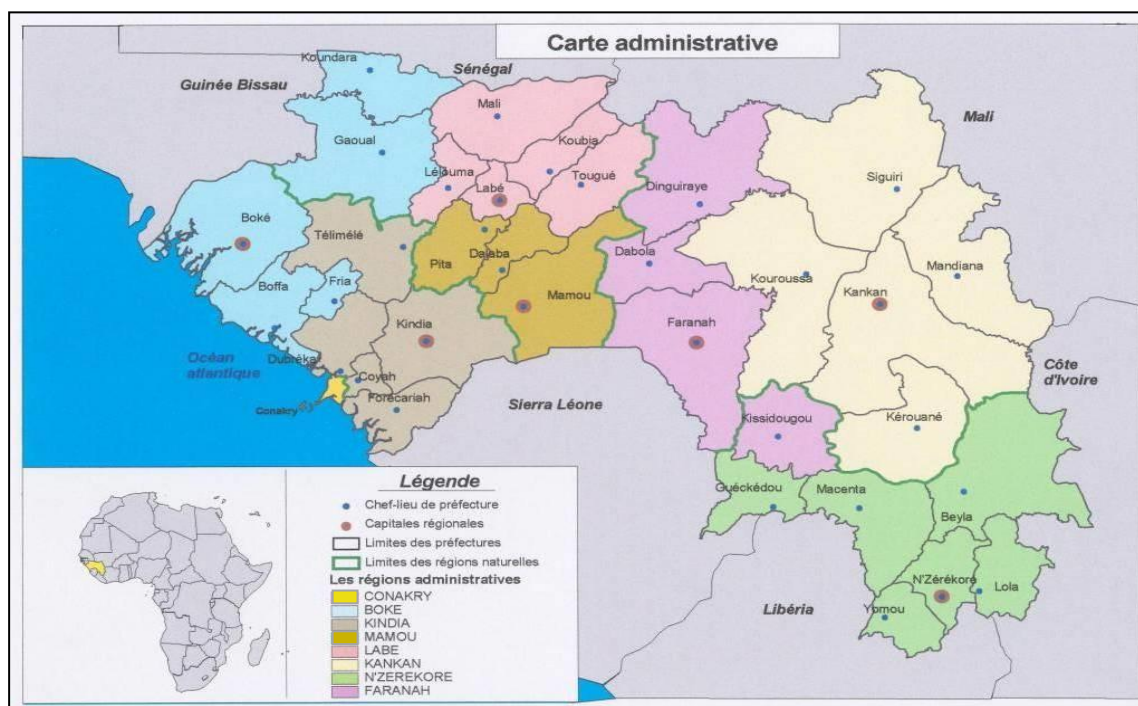 Carte administrative
Koundara
Guinée Bissau
Sénégal
Mali
Mali
Gaoual
Koubia
Lélouma
Labé
Tougué
Dinguiraye
Siguiri
Boké
Télimélé
Pita
Dalaba
Dabola
Kouroussa
Mandiana
Boffa
Fria
Mamou
Kankan
Kindia
Faranah
Océan
atlantique
Dubréka
Coyah
Conakry
Forécariah
Sierra Léone
Côte
d'Ivoire
Kissidougou
Kérouané
Guéckédou
Macenta
Beyla
N'Zérékoré
Lola
Yomou
Libéria
Légende
Chef-lieu de préfecture
Capitales régionales
Limites des préfectures
Limites des régions naturelles
Les régions administratives
CONAKRY
BOKE
KINDIA
MAMOU
LABE
KANKAN
N'ZEREKORE
FARANAH